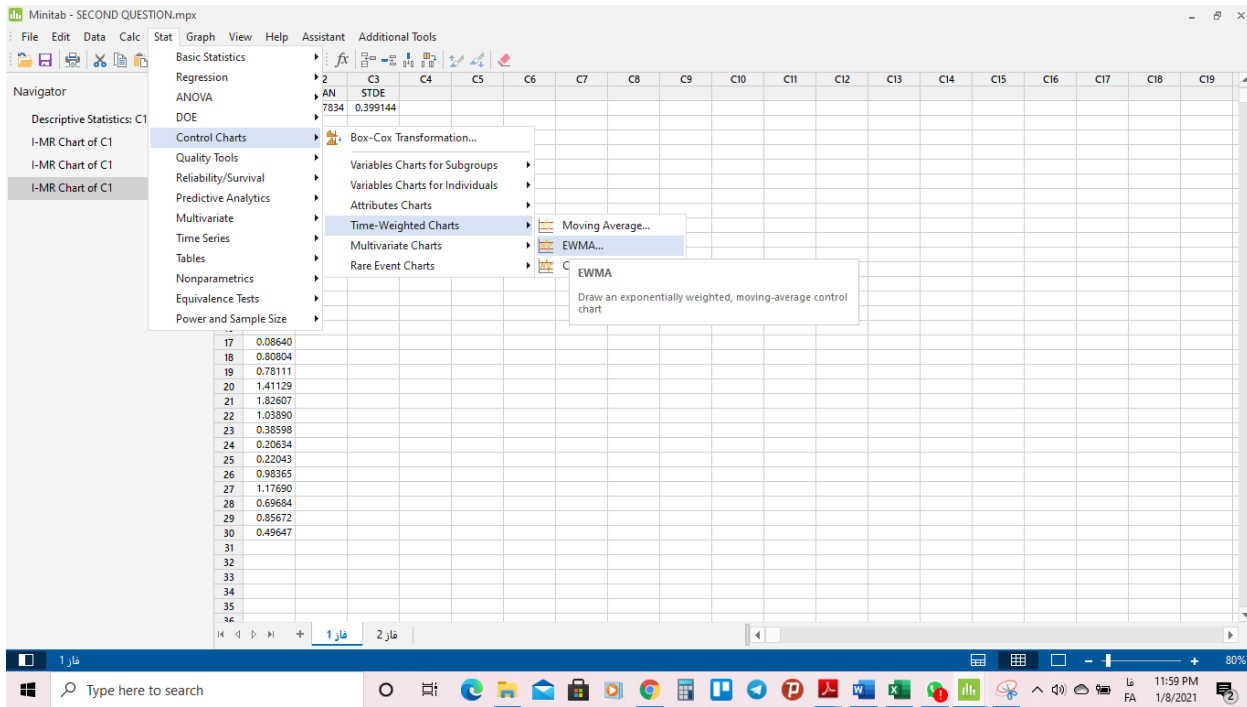 Minitab - SECOND QUESTION.mpx
File Edit Data Calc Stat Graph View Help Assistant Additional Tools
fx
Navigator
Descriptive Statistics: C1
I-MR Chart of C1
I-MR Chart of C1
I-MR Chart of C1
Basic Statistics
Regression
ANOVA
DOE
Control Charts
Quality Tools
Reliability/Survival
Predictive Analytics
Multivariate
Time Series
Tables
Nonparametrics
Equivalence Tests
Power and Sample Size
Box-Cox Transformation...
Variables Charts for Subgroups
Variables Charts for Individuals
Attributes Charts
Time-Weighted Charts
Multivariate Charts
Rare Event Charts
Moving Average...
EWMA...
C
EWMA
Draw an exponentially weighted, moving-average control
chart
2 C3 C4 C5 C6 C7 C8 C9 C10 C11 C12 C13 C14 C15 C16 C17 C18 C19
AN STDE
7834 0.399144
17 0.08640
18 0.80804
19 0.78111
20 1.41129
21 1.82607
22 1.03890
23 0.38598
24 0.20634
25 0.22043
26 0.98365
27 1.17690
28 0.69684
29 0.85672
30 0.49647
31
32
33
34
35
36
+ فاز 1 فاز 2
فاز 1
80%
Type here to search
فا
FA
11:59 PM
1/8/2021
2